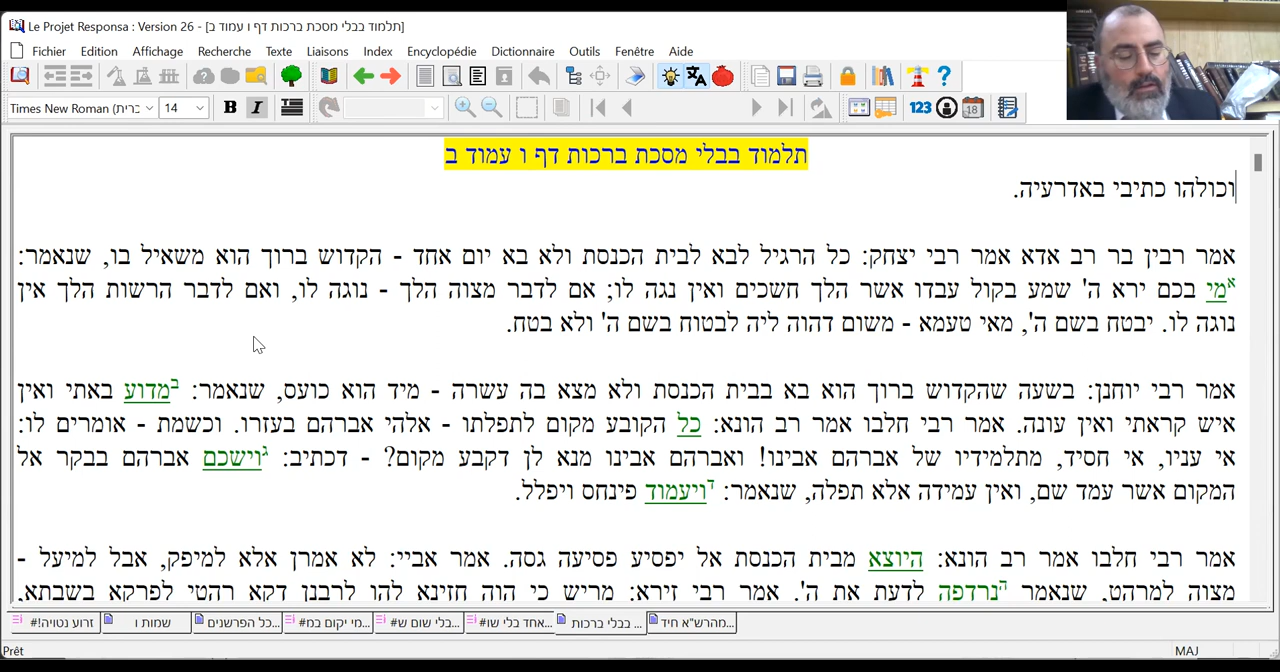 Le Projet Responsa : Version 26 - [תלמוד בבלי מסכת ברכות דף ו עמוד ב]
Fichier Edition Affichage Recherche Texte Liaisons Index Encyclopédie Dictionnaire Outils Fenêtre Aide
Times New Roman (עברית) 14 B I 123 18
תלמוד בבלי מסכת ברכות דף ו עמוד ב
וכולהו כתיבי באדרעיה.
אמר רבין בר רב אדא אמר רבי יצחק: כל הרגיל לבא לבית הכנסת ולא בא יום אחד - הקדוש ברוך הוא משאיל בו, שנאמר:
א מי בכם ירא ה' שמע בקול עבדו אשר הלך חשכים ואין נגה לו; אם לדבר מצוה הלך - נוגה לו, ואם לדבר הרשות הלך אין
נוגה לו. יבטח בשם ה', מאי טעמא - משום דהוה ליה לבטוח בשם ה' ולא בטח.
אמר רבי יוחנן: בשעה שהקדוש ברוך הוא בא בבית הכנסת ולא מצא בה עשרה - מיד הוא כועס, שנאמר: ב מדוע באתי ואין
איש קראתי ואין עונה. אמר רבי חלבו אמר רב הונא: כל הקובע מקום לתפלתו - אלהי אברהם בעזרו. וכשמת - אומרים לו:
אי עניו, אי חסיד, מתלמידיו של אברהם אבינו! ואברהם אבינו מנא לן דקבע מקום? - דכתיב: ג וישכם אברהם בבקר אל
המקום אשר עמד שם, ואין עמידה אלא תפלה, שנאמר: ד ויעמוד פינחס ויפלל.
אמר רבי חלבו אמר רב הונא: היוצא מבית הכנסת אל יפסיע פסיעה גסה. אמר אביי: לא אמרן אלא למיפק, אבל למיעל -
מצוה למרהט, שנאמר ה נרדפה לדעת את ה'. אמר רבי זירא: מריש כי הוה חזינא להו לרבנן דקא רהטי לפרקא בשבתא,
זרוע נטויה!# שמות ו כל הפרשנים... מי יקום במ#... בלי שום ש#... אחד בלי שו#... בבלי ברכות ... מהרש"א חיד...
Prêt MAJ